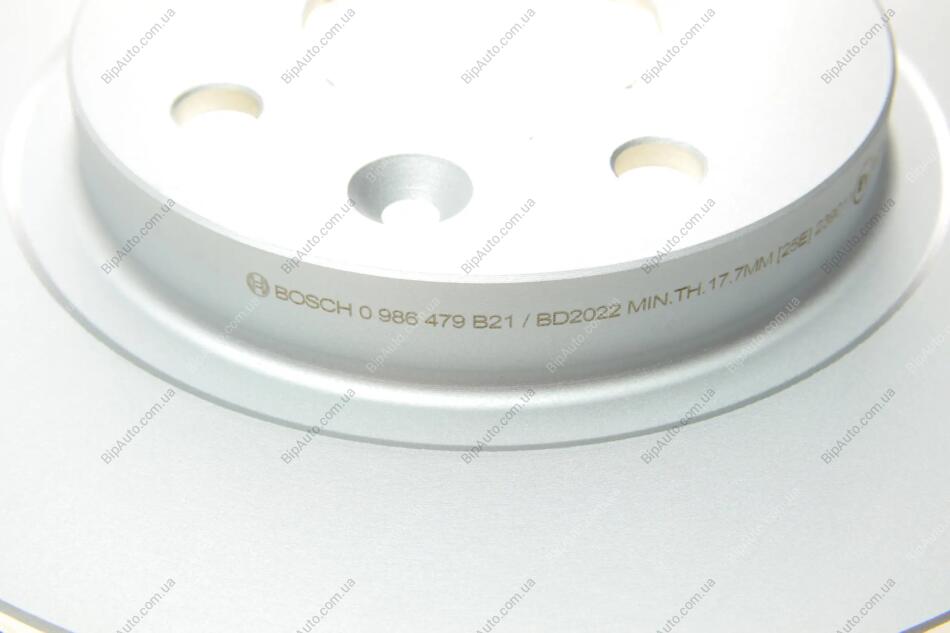 BOSCH 0 986 479 B21 / BD2022 MIN.TH.17.7MM [25E]
BipAuto.com.ua